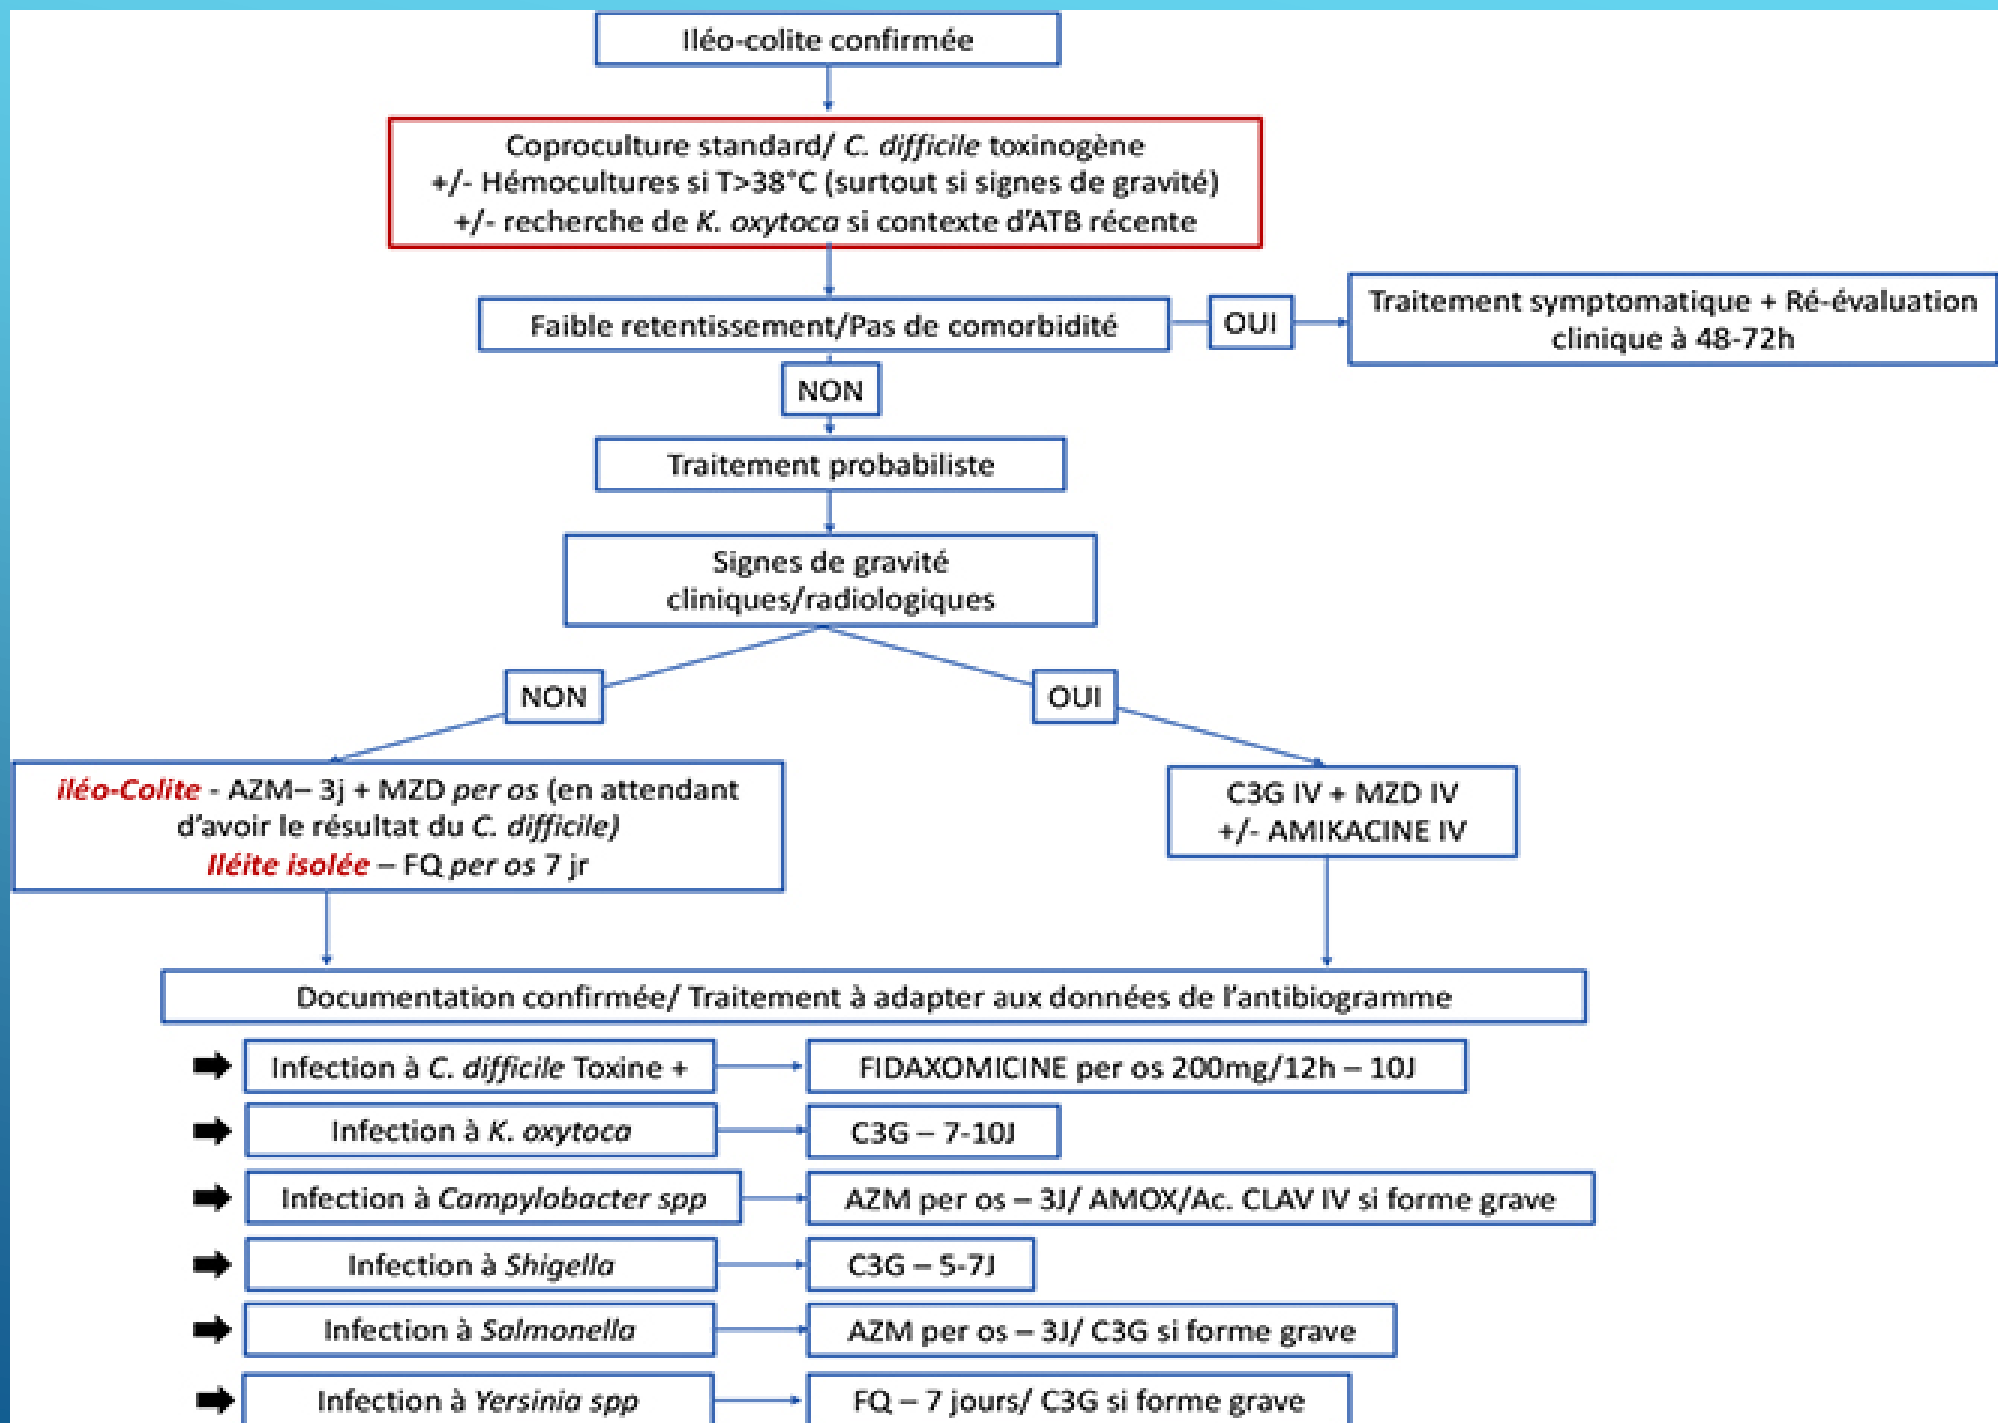 Iléo-colite confirmée
Coproculture standard/ C. difficile toxinogène
+/- Hémocultures si T>38°C (surtout si signes de gravité)
+/- recherche de K. oxytoca si contexte d'ATB récente
Faible retentissement/Pas de comorbidité
OUI
Traitement symptomatique + Ré-évaluation
clinique à 48-72h
NON
Traitement probabiliste
Signes de gravité
cliniques/radiologiques
NON
OUI
iléo-Colite - AZM– 3j + MZD per os (en attendant
d'avoir le résultat du C. difficile)
Iléite isolée – FQ per os 7 jr
C3G IV + MZD IV
+/- AMIKACINE IV
Documentation confirmée/ Traitement à adapter aux données de l'antibiogramme
Infection à C. difficile Toxine +
FIDAXOMICINE per os 200mg/12h – 10J
Infection à K. oxytoca
C3G – 7-10J
Infection à Campylobacter spp
AZM per os – 3J/ AMOX/Ac. CLAV IV si forme grave
Infection à Shigella
C3G – 5-7J
Infection à Salmonella
AZM per os – 3J/ C3G si forme grave
Infection à Yersinia spp
FQ – 7 jours/ C3G si forme grave